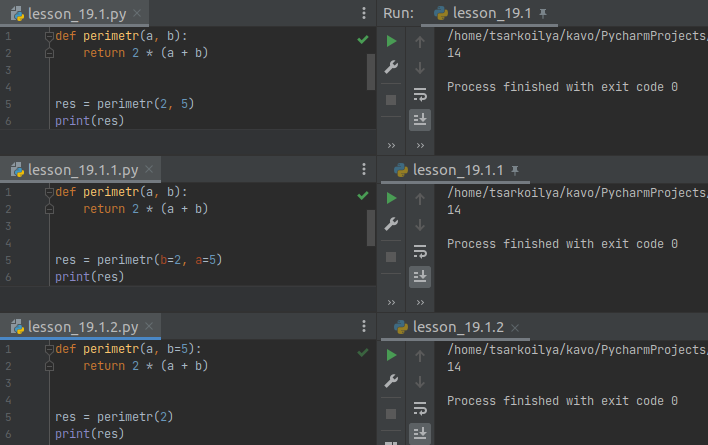 lesson_19.1.py
Run: lesson_19.1
1 def perimetr(a, b):
2 return 2 * (a + b)
3
4
5 res = perimetr(2, 5)
6 print(res)
/home/tsarkoilya/kavo/PycharmProjects/
14
Process finished with exit code 0
lesson_19.1.1.py
lesson_19.1.1
1 def perimetr(a, b):
2 return 2 * (a + b)
3
4
5 res = perimetr(b=2, a=5)
6 print(res)
/home/tsarkoilya/kavo/PycharmProjects/
14
Process finished with exit code 0
lesson_19.1.2.py
lesson_19.1.2
1 def perimetr(a, b=5):
2 return 2 * (a + b)
3
4
5 res = perimetr(2)
6 print(res)
/home/tsarkoilya/kavo/PycharmProjects/
14
Process finished with exit code 0